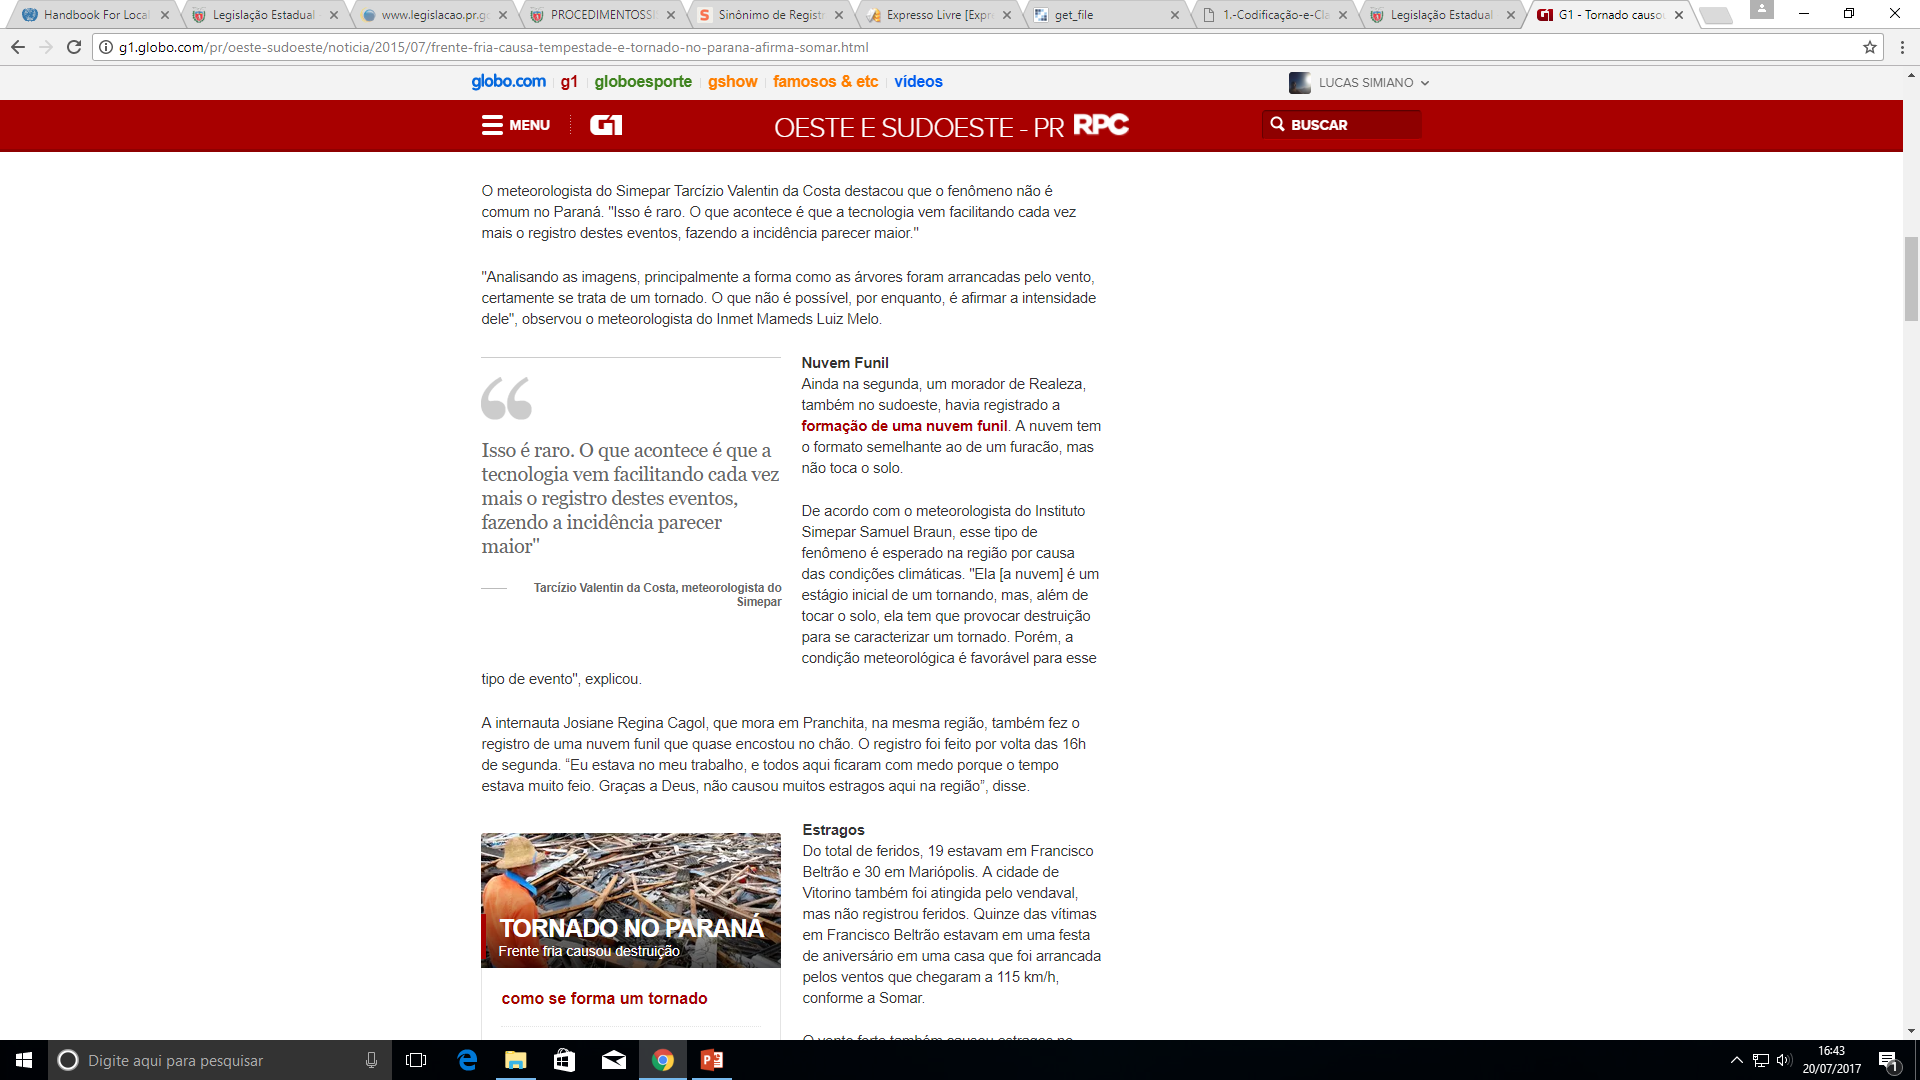 Handbook For Local
Legislação Estadual
www.legislacao.pr.go
PROCEDIMENTOSSI
Sinônimo de Registr
Expresso Livre [Expr
get_file
1.-Codificação-e-Cla
Legislação Estadual
G1 - Tornado causou
g1.globo.com/pr/oeste-sudoeste/noticia/2015/07/frente-fria-causa-tempestade-e-tornado-no-parana-afirma-somar.html
globo.com g1 globoesporte gshow famosos & etc vídeos
LUCAS SIMIANO
MENU G1 OESTE E SUDOESTE - PR RPC BUSCAR
O meteorologista do Simepar Tarcízio Valentin da Costa destacou que o fenômeno não é
comum no Paraná. "Isso é raro. O que acontece é que a tecnologia vem facilitando cada vez
mais o registro destes eventos, fazendo a incidência parecer maior."
"Analisando as imagens, principalmente a forma como as árvores foram arrancadas pelo vento,
certamente se trata de um tornado. O que não é possível, por enquanto, é afirmar a intensidade
dele", observou o meteorologista do Inmet Mameds Luiz Melo.
“
Isso é raro. O que acontece é que a
tecnologia vem facilitando cada vez
mais o registro destes eventos,
fazendo a incidência parecer
maior"
Tarcízio Valentin da Costa, meteorologista do
Simepar
Nuvem Funil
Ainda na segunda, um morador de Realeza,
também no sudoeste, havia registrado a
formação de uma nuvem funil. A nuvem tem
o formato semelhante ao de um furacão, mas
não toca o solo.
De acordo com o meteorologista do Instituto
Simepar Samuel Braun, esse tipo de
fenômeno é esperado na região por causa
das condições climáticas. "Ela [a nuvem] é um
estágio inicial de um tornando, mas, além de
tocar o solo, ela tem que provocar destruição
para se caracterizar um tornado. Porém, a
condição meteorológica é favorável para esse
tipo de evento", explicou.
A internauta Josiane Regina Cagol, que mora em Pranchita, na mesma região, também fez o
registro de uma nuvem funil que quase encostou no chão. O registro foi feito por volta das 16h
de segunda. “Eu estava no meu trabalho, e todos aqui ficaram com medo porque o tempo
estava muito feio. Graças a Deus, não causou muitos estragos aqui na região”, disse.
TORNADO NO PARANÁ
Frente fria causou destruição
como se forma um tornado
Estragos
Do total de feridos, 19 estavam em Francisco
Beltrão e 30 em Mariópolis. A cidade de
Vitorino também foi atingida pelo vendaval,
mas não registrou feridos. Quinze das vítimas
em Francisco Beltrão estavam em uma festa
de aniversário em uma casa que foi arrancada
pelos ventos que chegaram a 115 km/h,
conforme a Somar.
O vento forte também causou estragos no
Digite aqui para pesquisar
16:43
20/07/2017
1